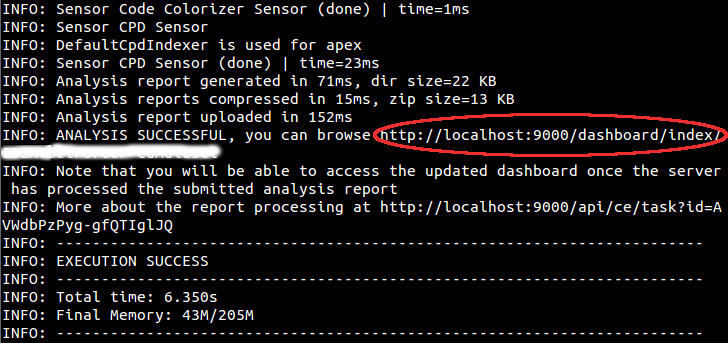 INFO: Sensor Code Colorizer Sensor (done) | time=1ms
INFO: Sensor CPD Sensor
INFO: DefaultCpdIndexer is used for apex
INFO: Sensor CPD Sensor (done) | time=23ms
INFO: Analysis report generated in 71ms, dir size=22 KB
INFO: Analysis reports compressed in 15ms, zip size=13 KB
INFO: Analysis report uploaded in 152ms
INFO: ANALYSIS SUCCESSFUL, you can browse http://localhost:9000/dashboard/index/
INFO: Note that you will be able to access the updated dashboard once the server
 has processed the submitted analysis report
INFO: More about the report processing at http://localhost:9000/api/ce/task?id=A
VWdbPzPyg-gfQTIglJQ
INFO: ------------------------------------------------------------------------
INFO: EXECUTION SUCCESS
INFO: ------------------------------------------------------------------------
INFO: Total time: 6.350s
INFO: Final Memory: 43M/205M
INFO: ------------------------------------------------------------------------